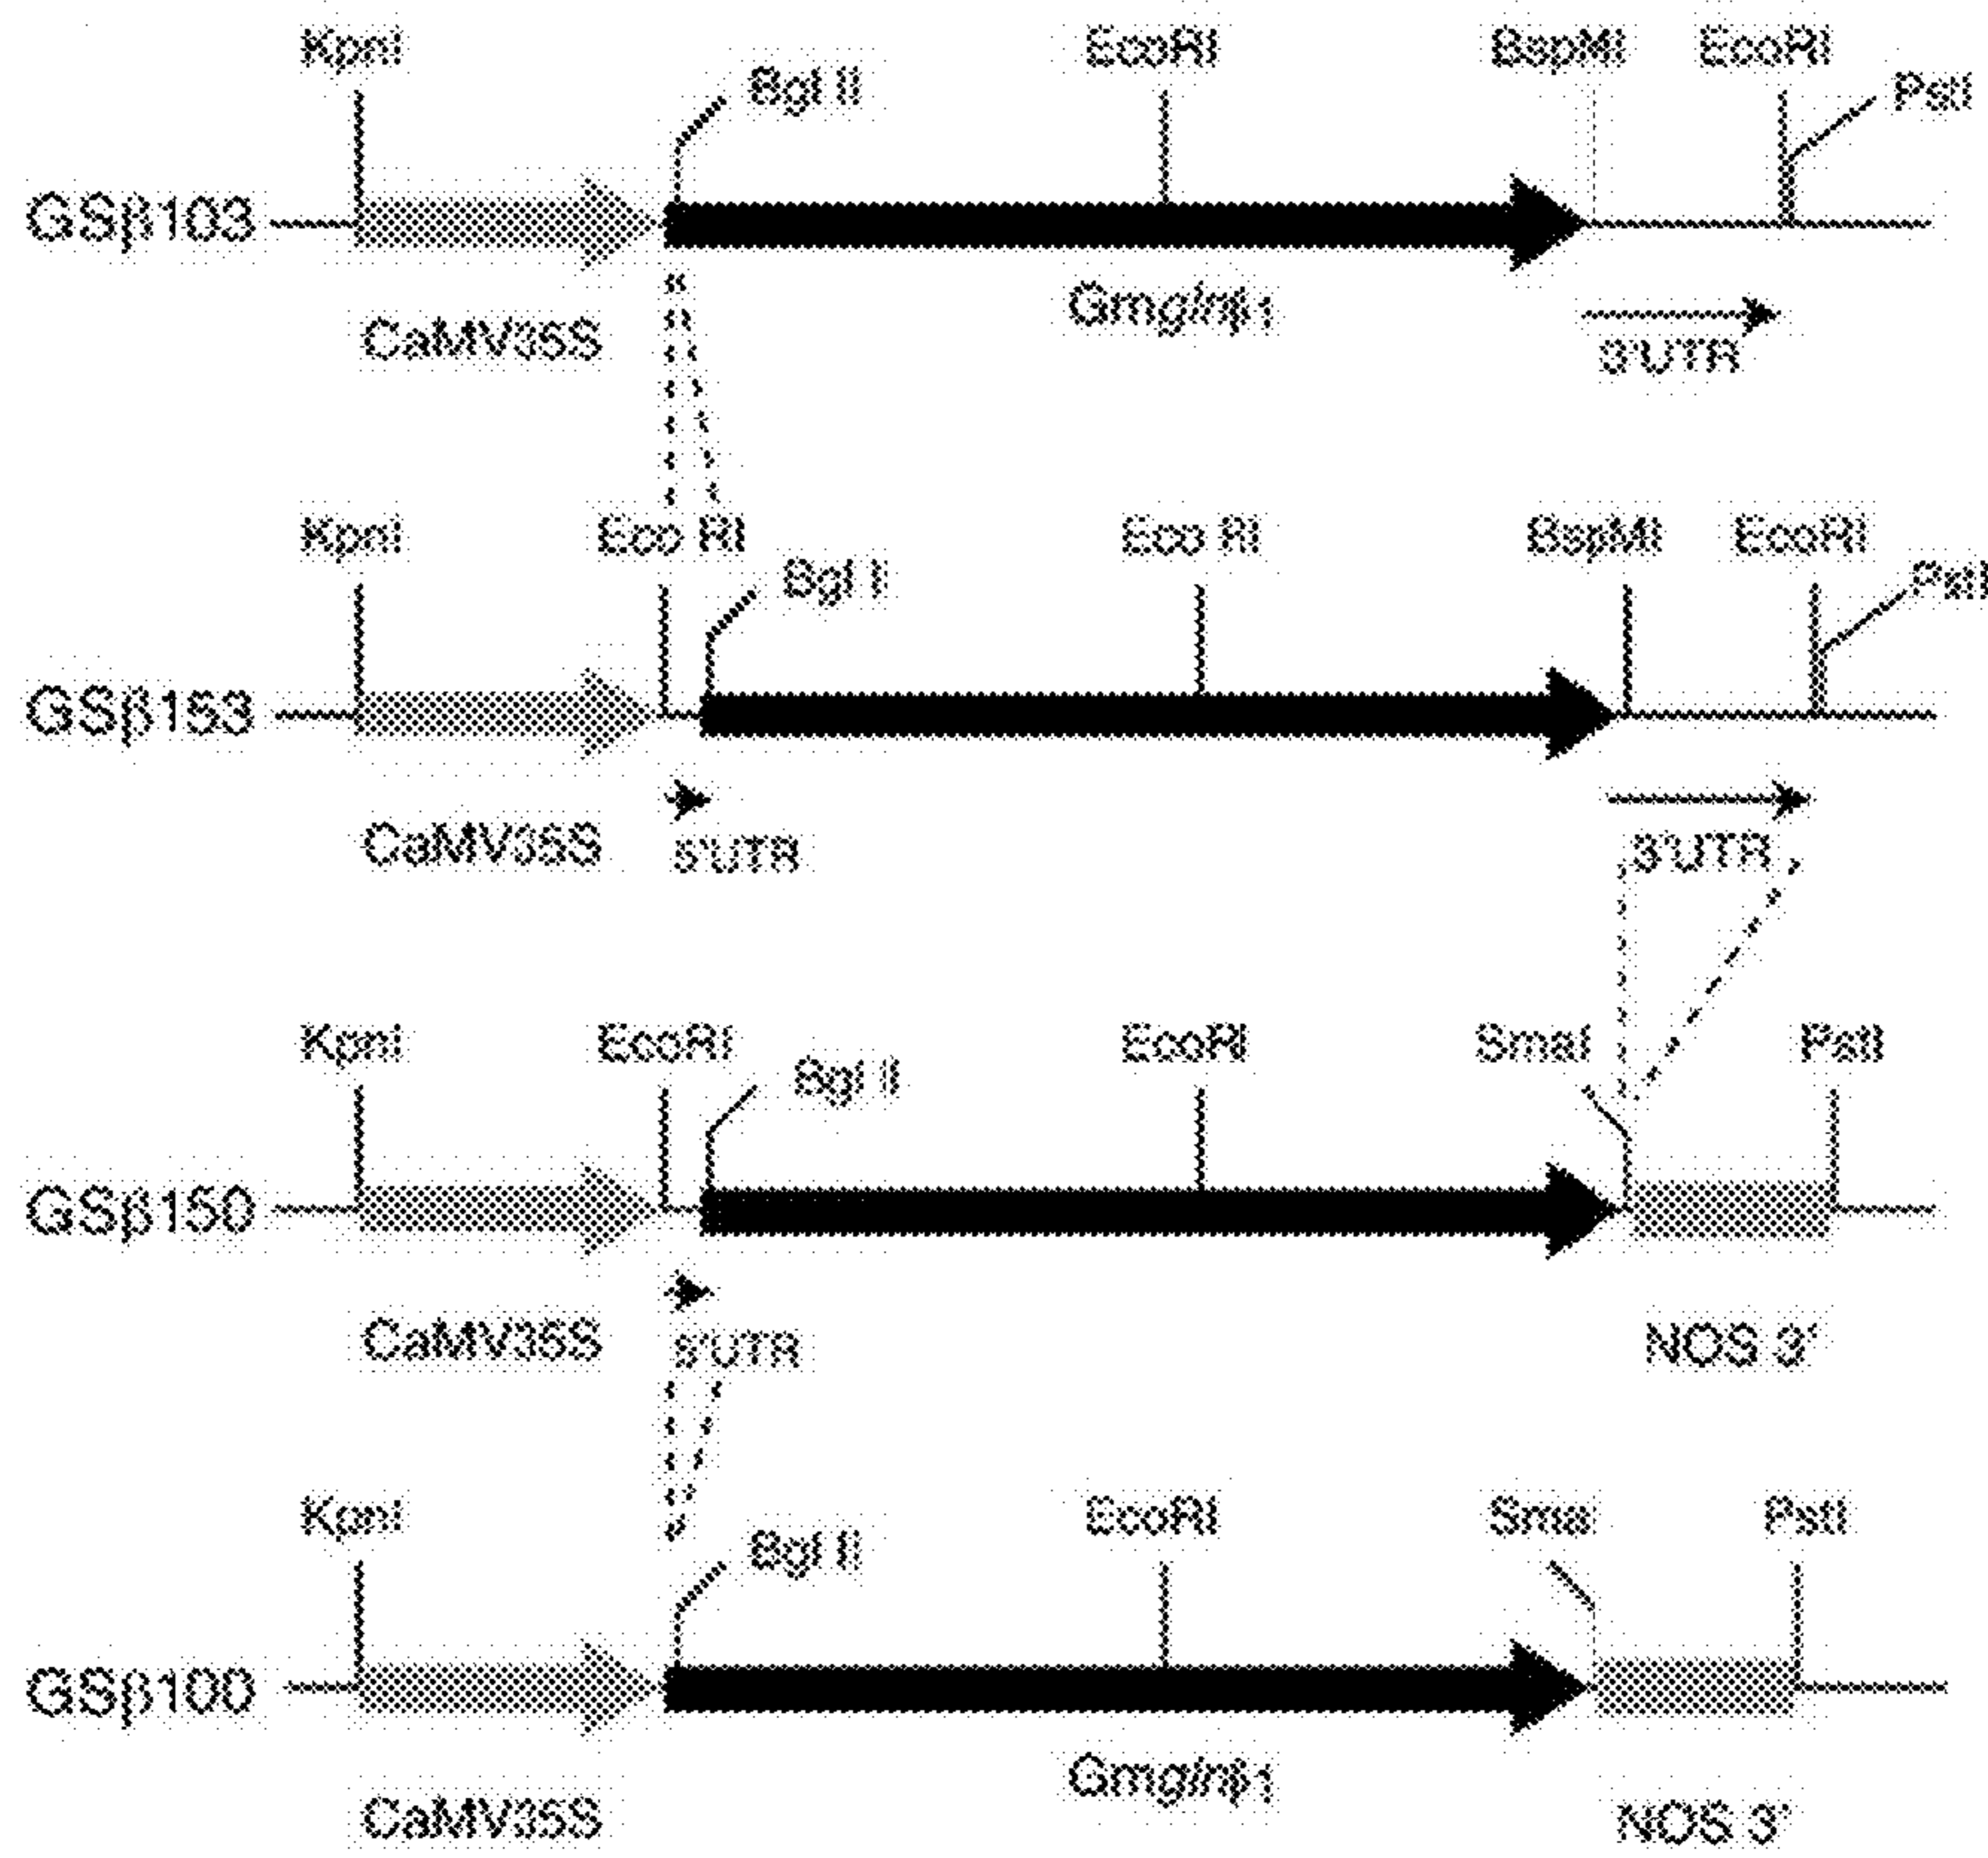 KpnI EcoRI BspMI EcoRI
Bgl II PstI
GSβ103
CaMV35S Gmglnβ1
3'UTR
KpnI Eco RI Eco RI BspMI EcoRI
Bgl II PstI
GSβ153
CaMV35S 5'UTR 3'UTR
KpnI EcoRI EcoRI SmaI PstI
Bgl II
GSβ150
CaMV35S 5'UTR NOS 3'
KpnI EcoRI SmaI PstI
Bgl II
GSβ100
CaMV35S Gmglnβ1 NOS 3'